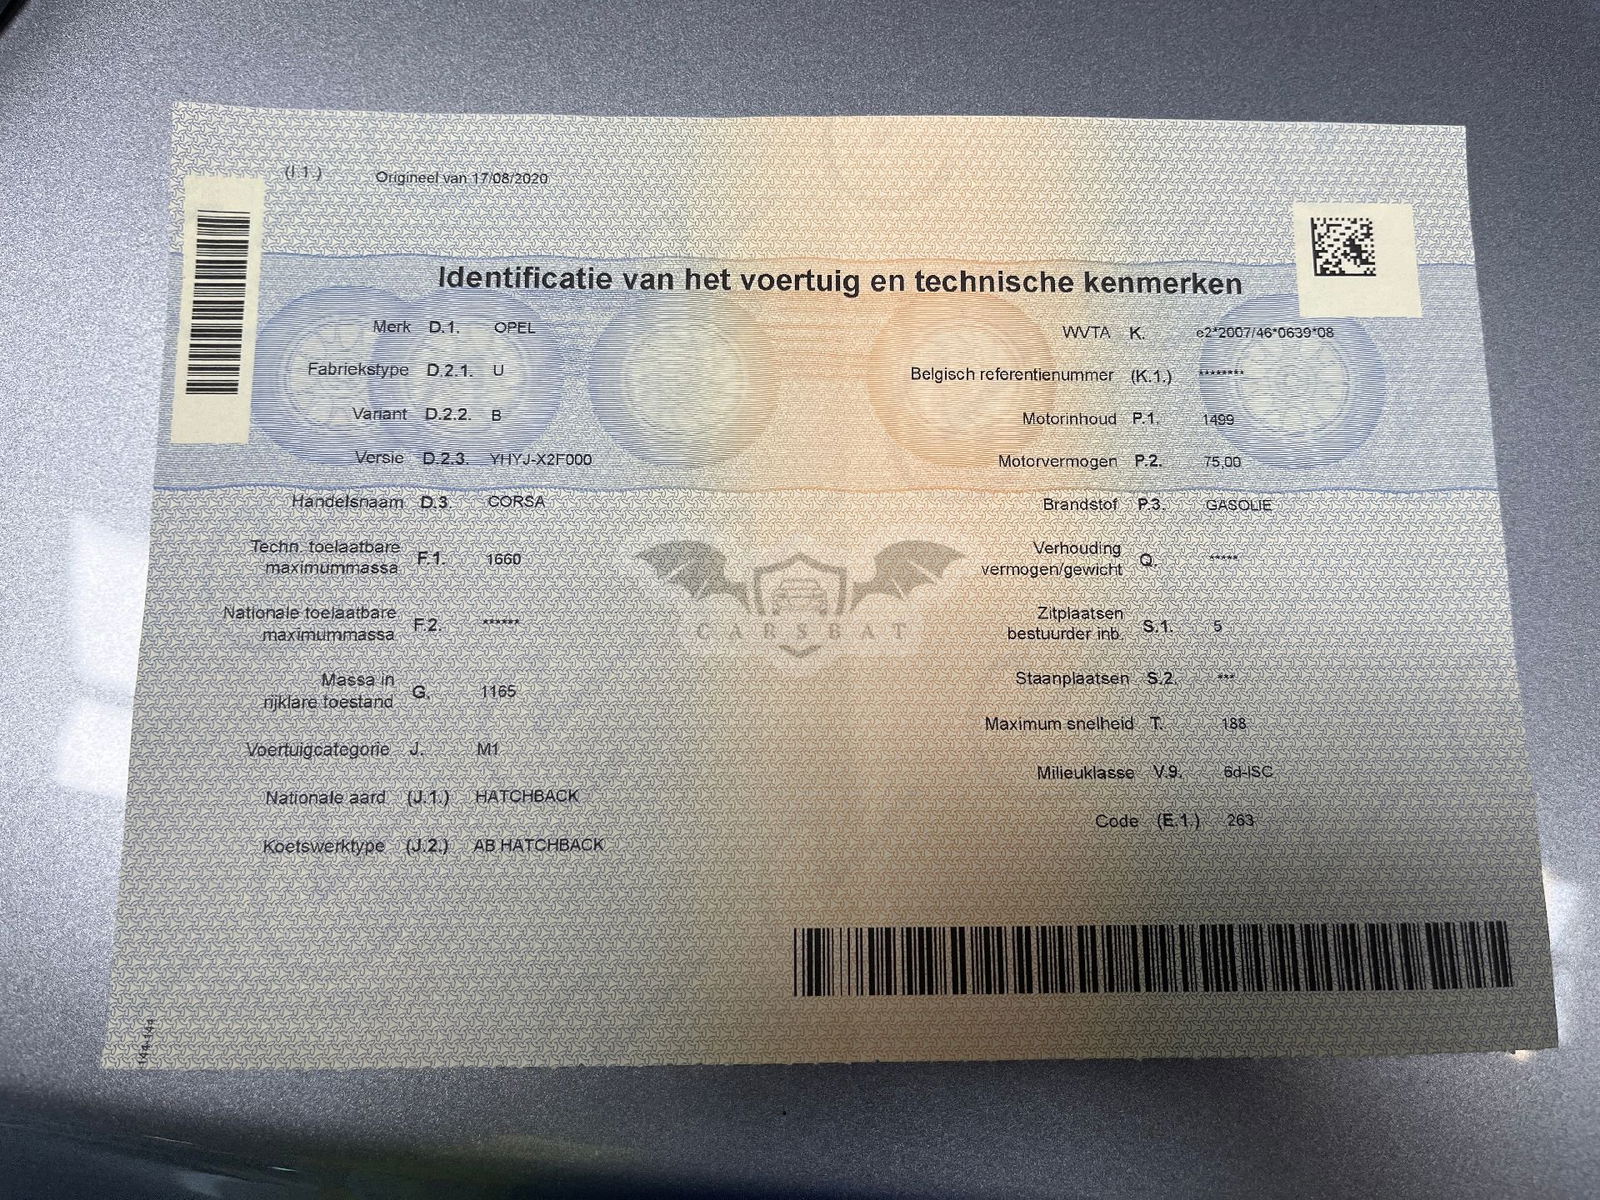 (I.1.) Origineel van 17/08/2020
Identificatie van het voertuig en technische kenmerken
Merk D.1. OPEL
Fabriekstype D.2.1. U
Variant D.2.2. B
Versie D.2.3. YHYJ-X2F000
Handelsnaam D.3. CORSA
Techn. toelaatbare
maximummassa F.1. 1660
Nationale toelaatbare
maximummassa F.2. ******
Massa in
rijklare toestand G. 1165
Voertuigcategorie J. M1
Nationale aard (J.1.) HATCHBACK
Koetswerktype (J.2.) AB HATCHBACK
WVTA K. e2*2007/46*0639*08
Belgisch referentienummer (K.1.) ********
Motorinhoud P.1. 1499
Motorvermogen P.2. 75,00
Brandstof P.3. GASOLIE
Verhouding
vermogen/gewicht Q. *****
Zitplaatsen
bestuurder inb. S.1. 5
Staanplaatsen S.2. ***
Maximum snelheid T. 188
Milieuklasse V.9. 6d-ISC
Code (E.1.) 263
CARSBAT
144-144